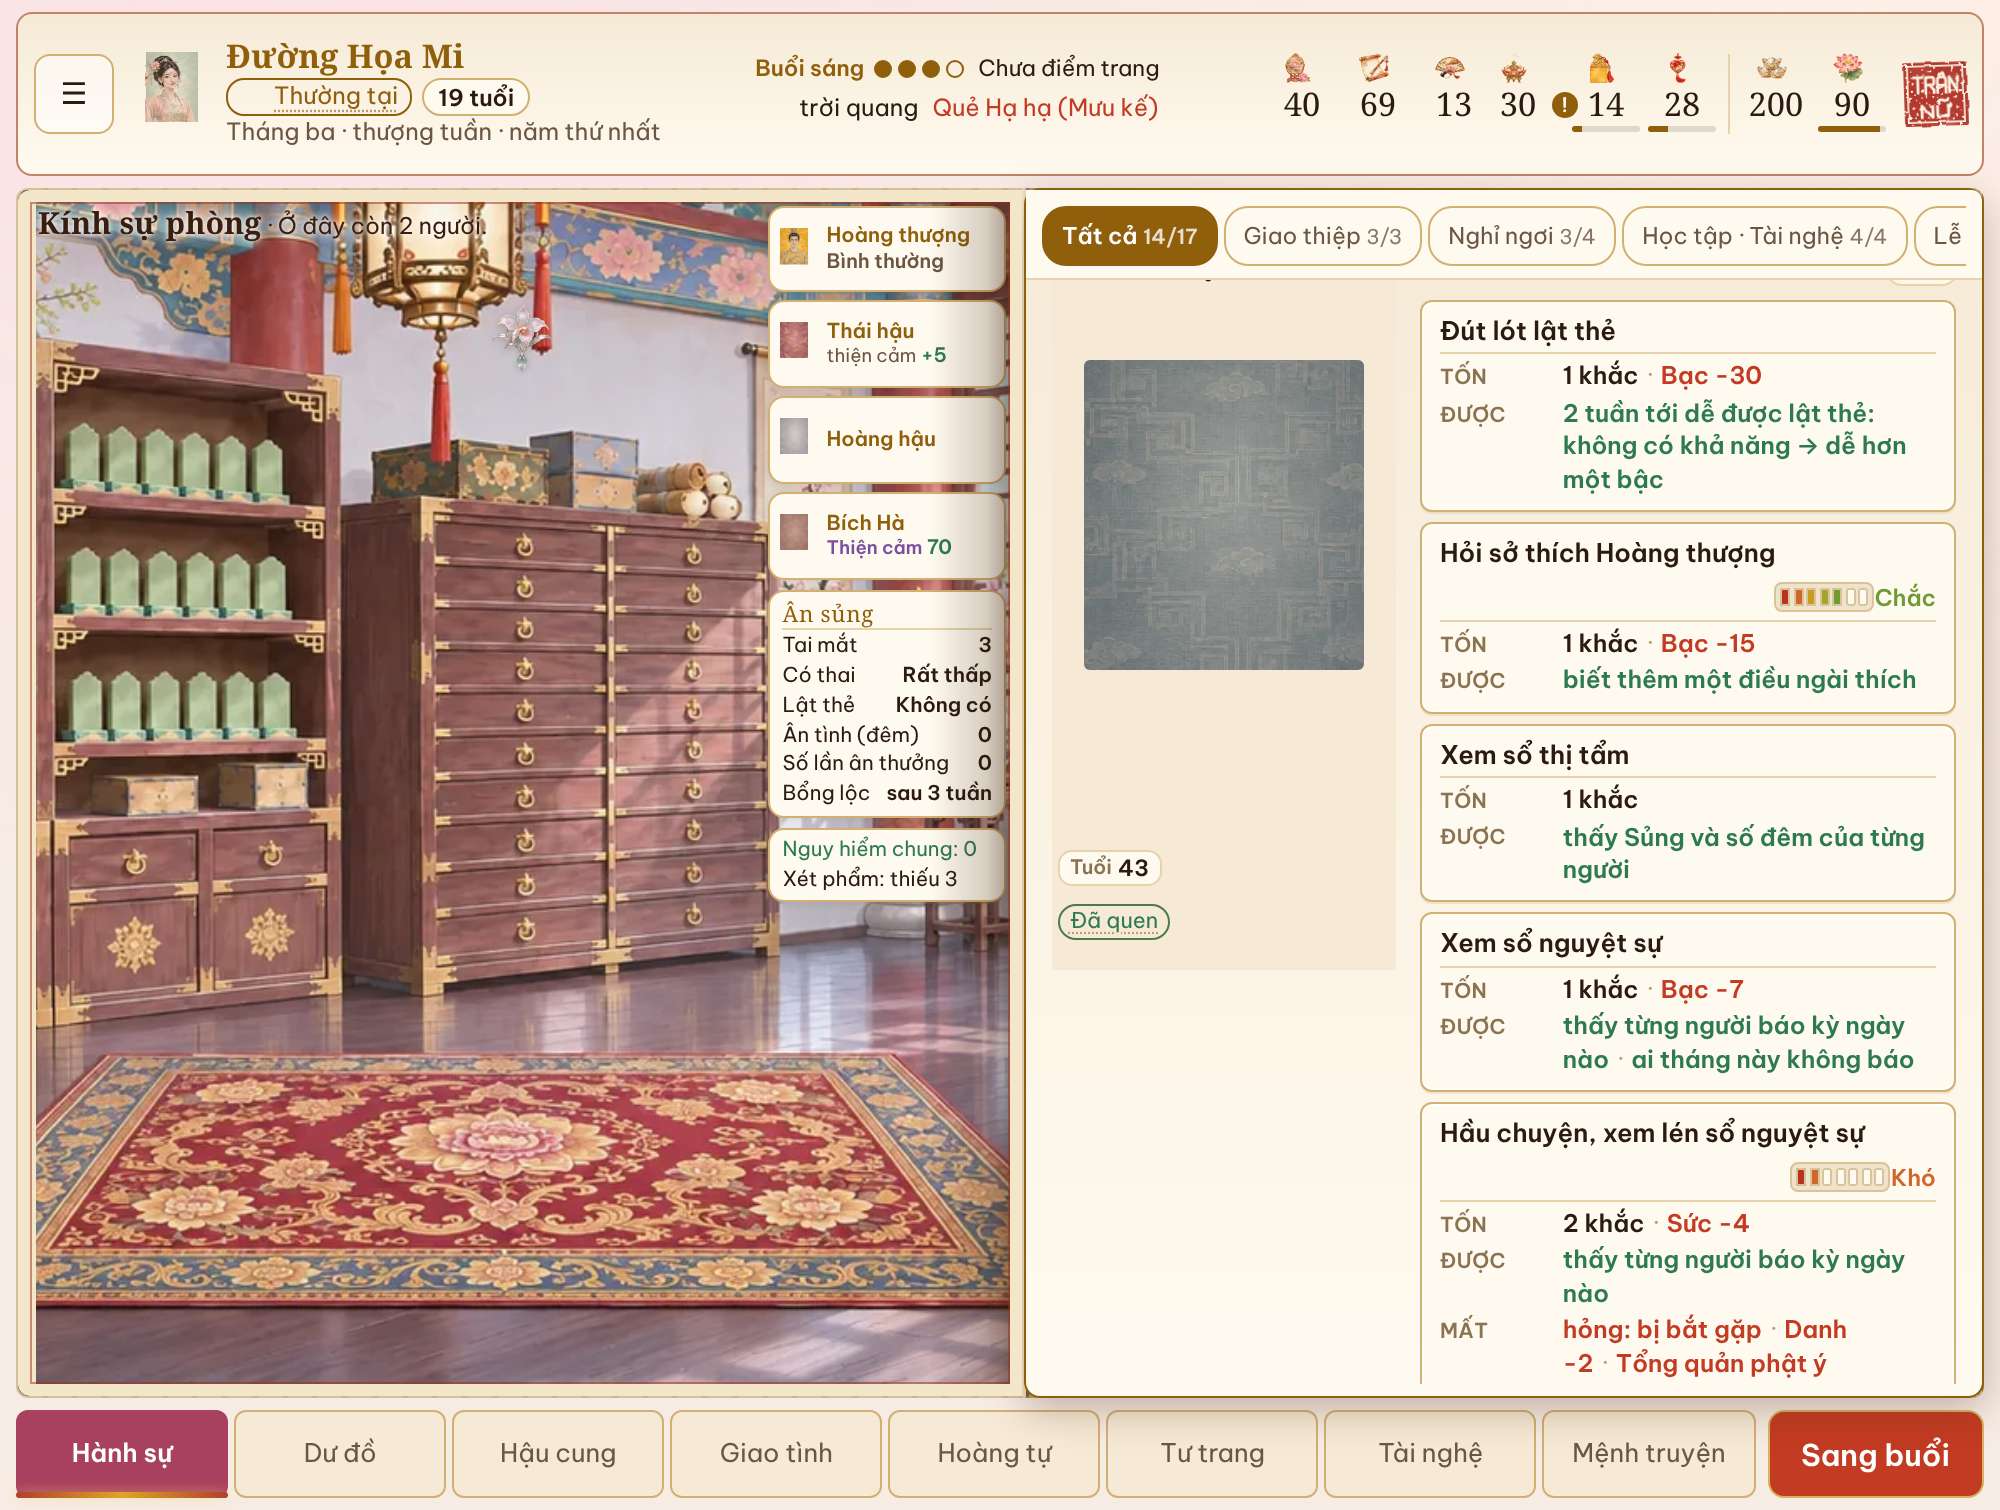 ☰
Đường Họa Mi
Thường tại
19 tuổi
Tháng ba · thượng tuần · năm thứ nhất
Buổi sáng
Chưa điểm trang
trời quang Quẻ Hạ hạ (Mưu kế)
40
69
13
30
!
14
28
200
90
TRÂN
NỮ
Kính sự phòng · Ở đây còn 2 người.
Hoàng thượng
Bình thường
Thái hậu
thiện cảm +5
Hoàng hậu
Bích Hà
Thiện cảm 70
Ân sủng
Tai mắt 3
Có thai Rất thấp
Lật thẻ Không có
Ân tình (đêm) 0
Số lần ân thưởng 0
Bổng lộc sau 3 tuần
Nguy hiểm chung: 0
Xét phẩm: thiếu 3
Tất cả 14/17
Giao thiệp 3/3
Nghỉ ngơi 3/4
Học tập · Tài nghệ 4/4
Lễ
Tuổi 43
Đã quen
Đút lót lật thẻ
TỐN 1 khắc · Bạc -30
ĐƯỢC 2 tuần tới dễ được lật thẻ:
không có khả năng → dễ hơn
một bậc
Hỏi sở thích Hoàng thượng
Chắc
TỐN 1 khắc · Bạc -15
ĐƯỢC biết thêm một điều ngài thích
Xem sổ thị tẩm
TỐN 1 khắc
ĐƯỢC thấy Sủng và số đêm của từng
người
Xem sổ nguyệt sự
TỐN 1 khắc · Bạc -7
ĐƯỢC thấy từng người báo kỳ ngày
nào · ai tháng này không báo
Hầu chuyện, xem lén sổ nguyệt sự
Khó
TỐN 2 khắc · Sức -4
ĐƯỢC thấy từng người báo kỳ ngày
nào
MẤT hỏng: bị bắt gặp · Danh
-2 · Tổng quản phật ý
Hành sự
Dư đồ
Hậu cung
Giao tình
Hoàng tự
Tư trang
Tài nghệ
Mệnh truyện
Sang buổi